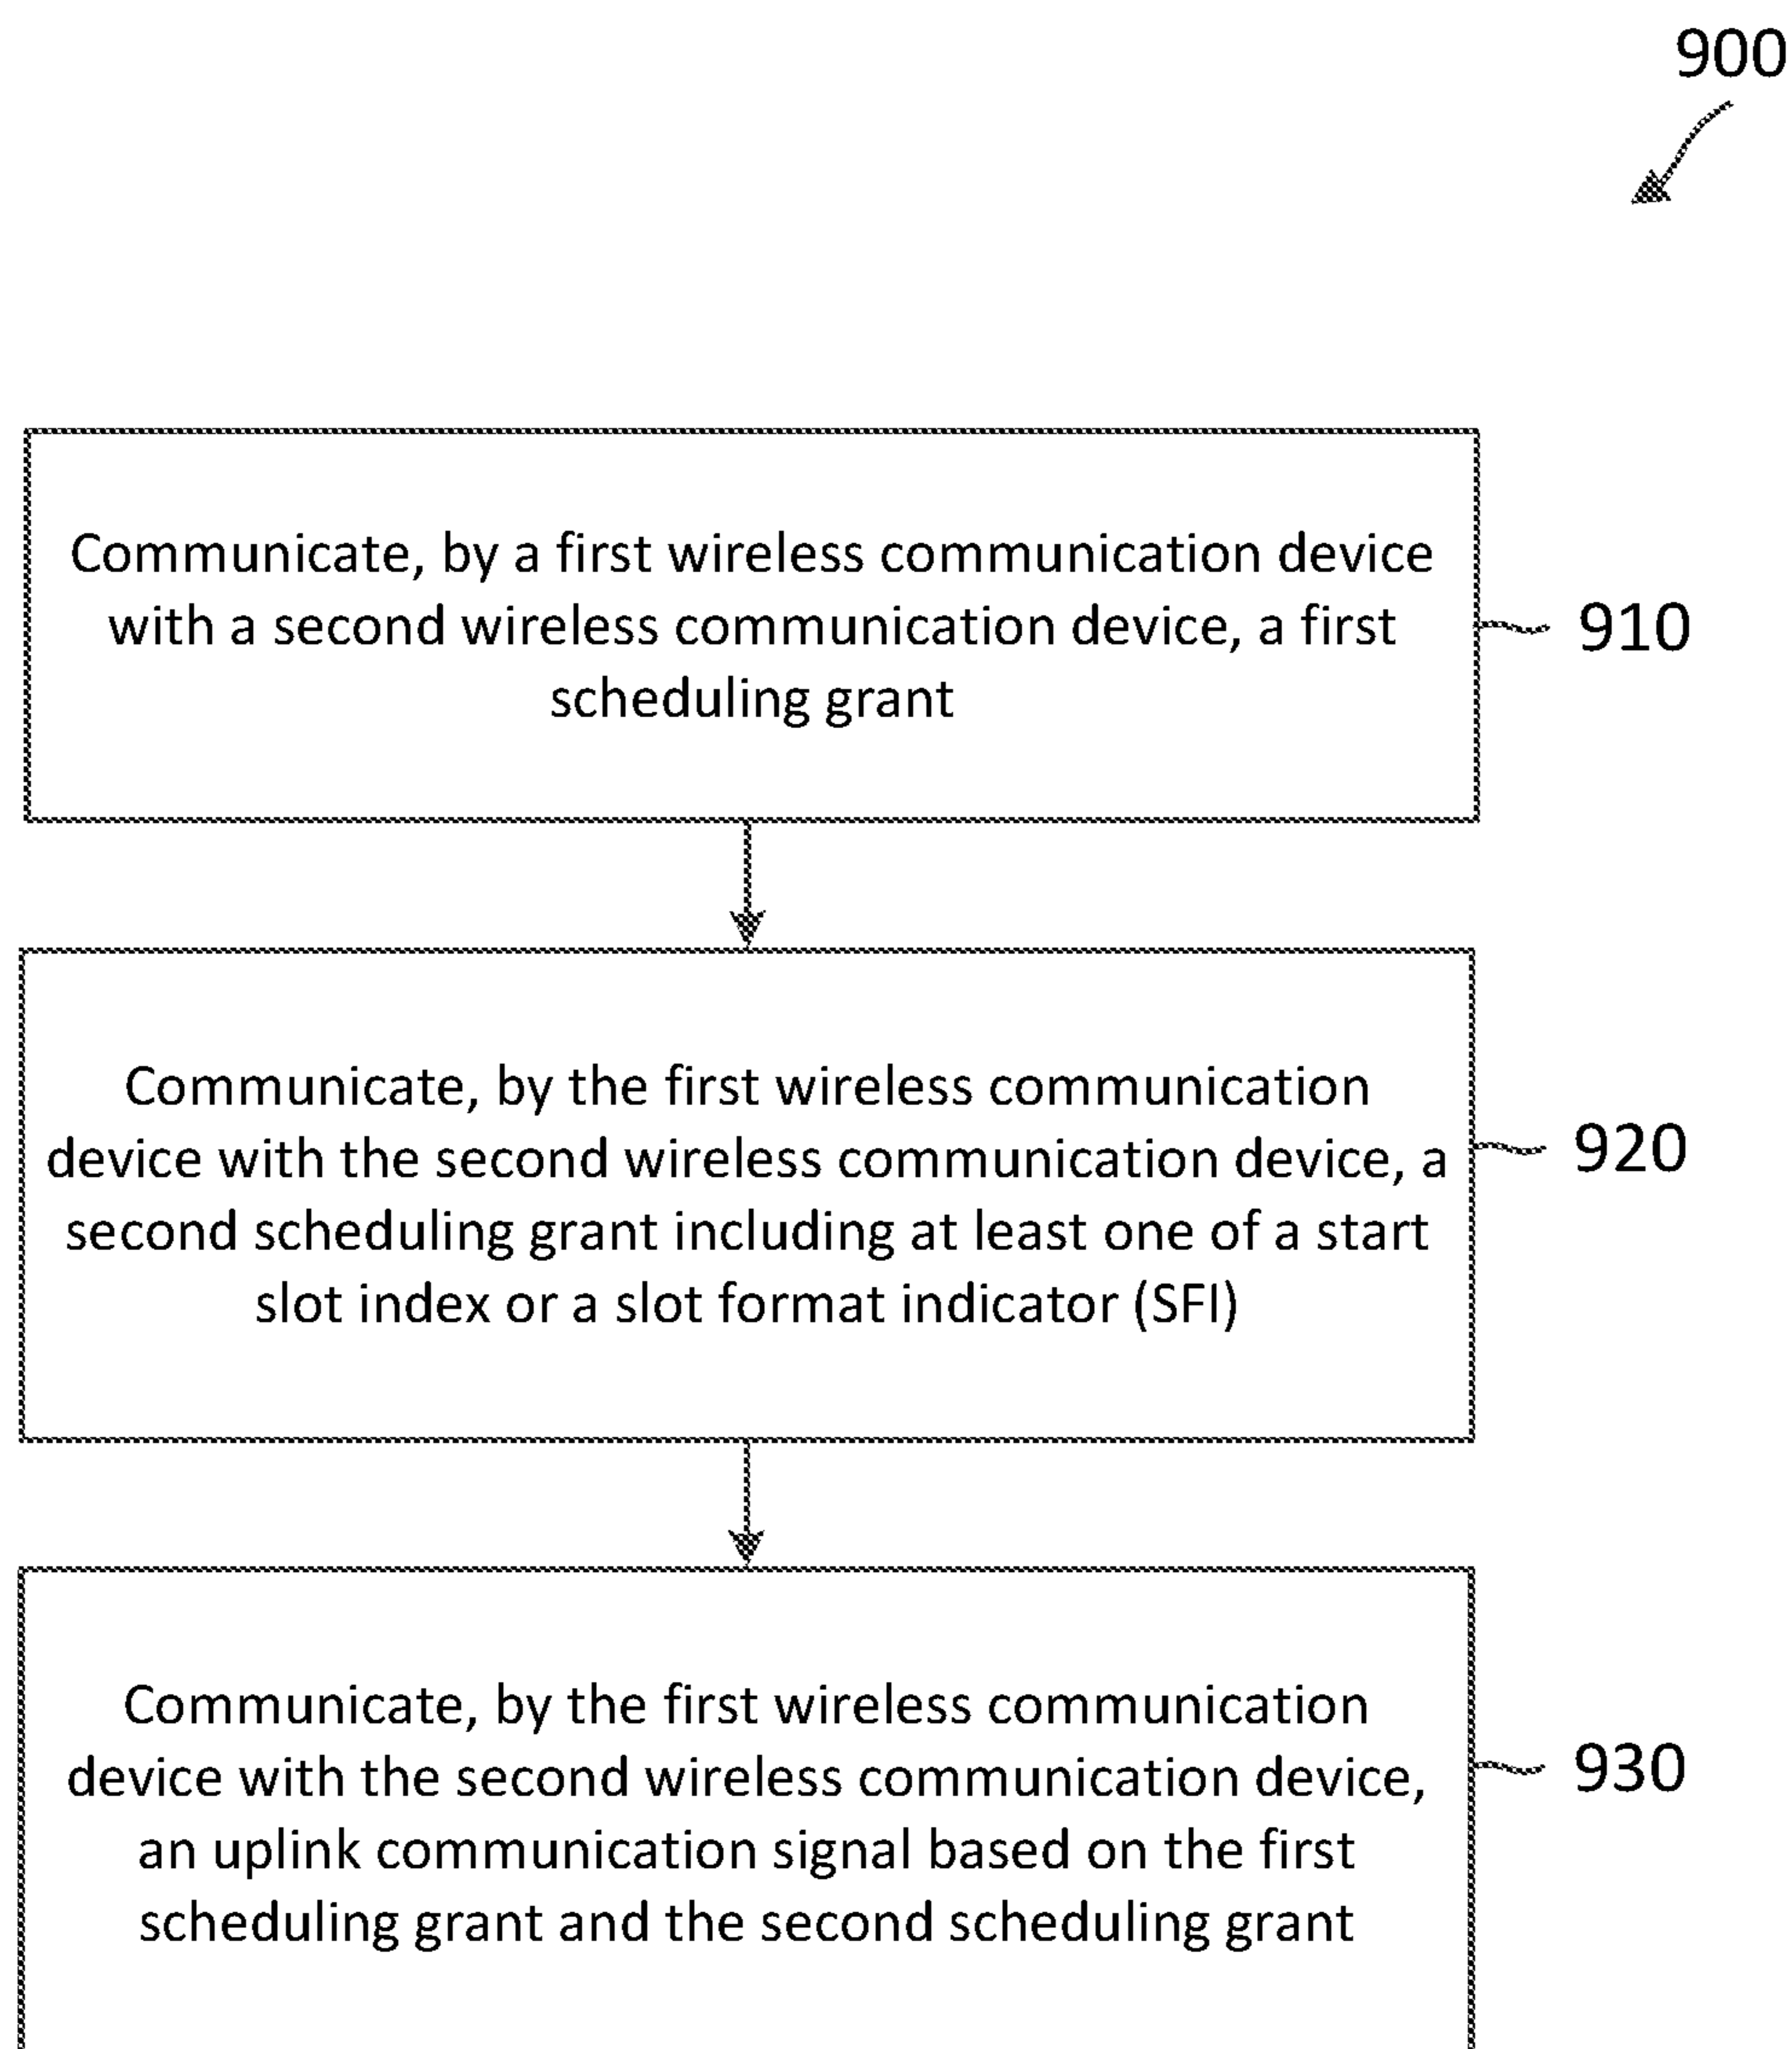 900
Communicate, by a first wireless communication device
with a second wireless communication device, a first
scheduling grant
910
Communicate, by the first wireless communication
device with the second wireless communication device, a
second scheduling grant including at least one of a start
slot index or a slot format indicator (SFI)
920
Communicate, by the first wireless communication
device with the second wireless communication device,
an uplink communication signal based on the first
scheduling grant and the second scheduling grant
930